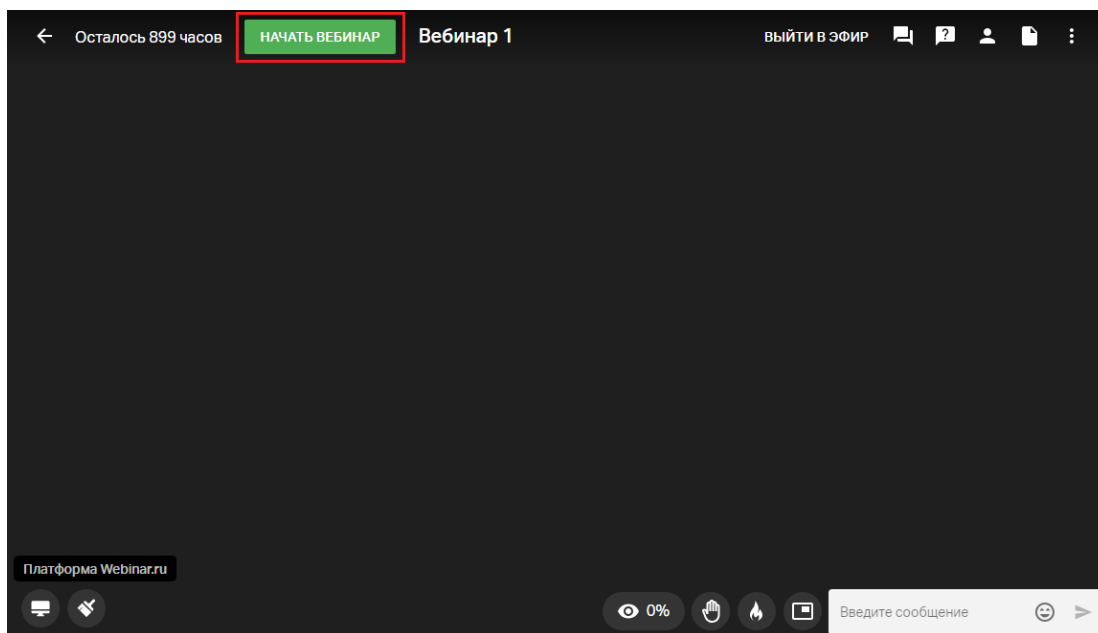 Осталось 899 часов
НАЧАТЬ ВЕБИНАР
Вебинар 1
ВЫЙТИ В ЭФИР
?
Платформа Webinar.ru
0%
Введите сообщение